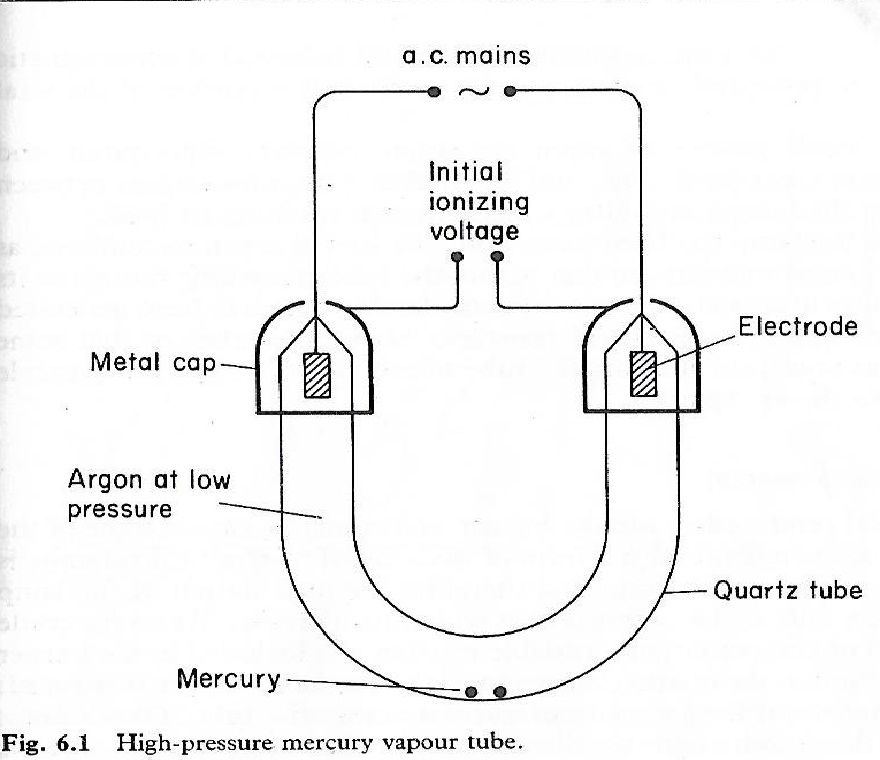 a.c. mains
Initial
ionizing
voltage
Electrode
Metal cap
Argon at low
pressure
Quartz tube
Mercury
Fig. 6.1 High-pressure mercury vapour tube.